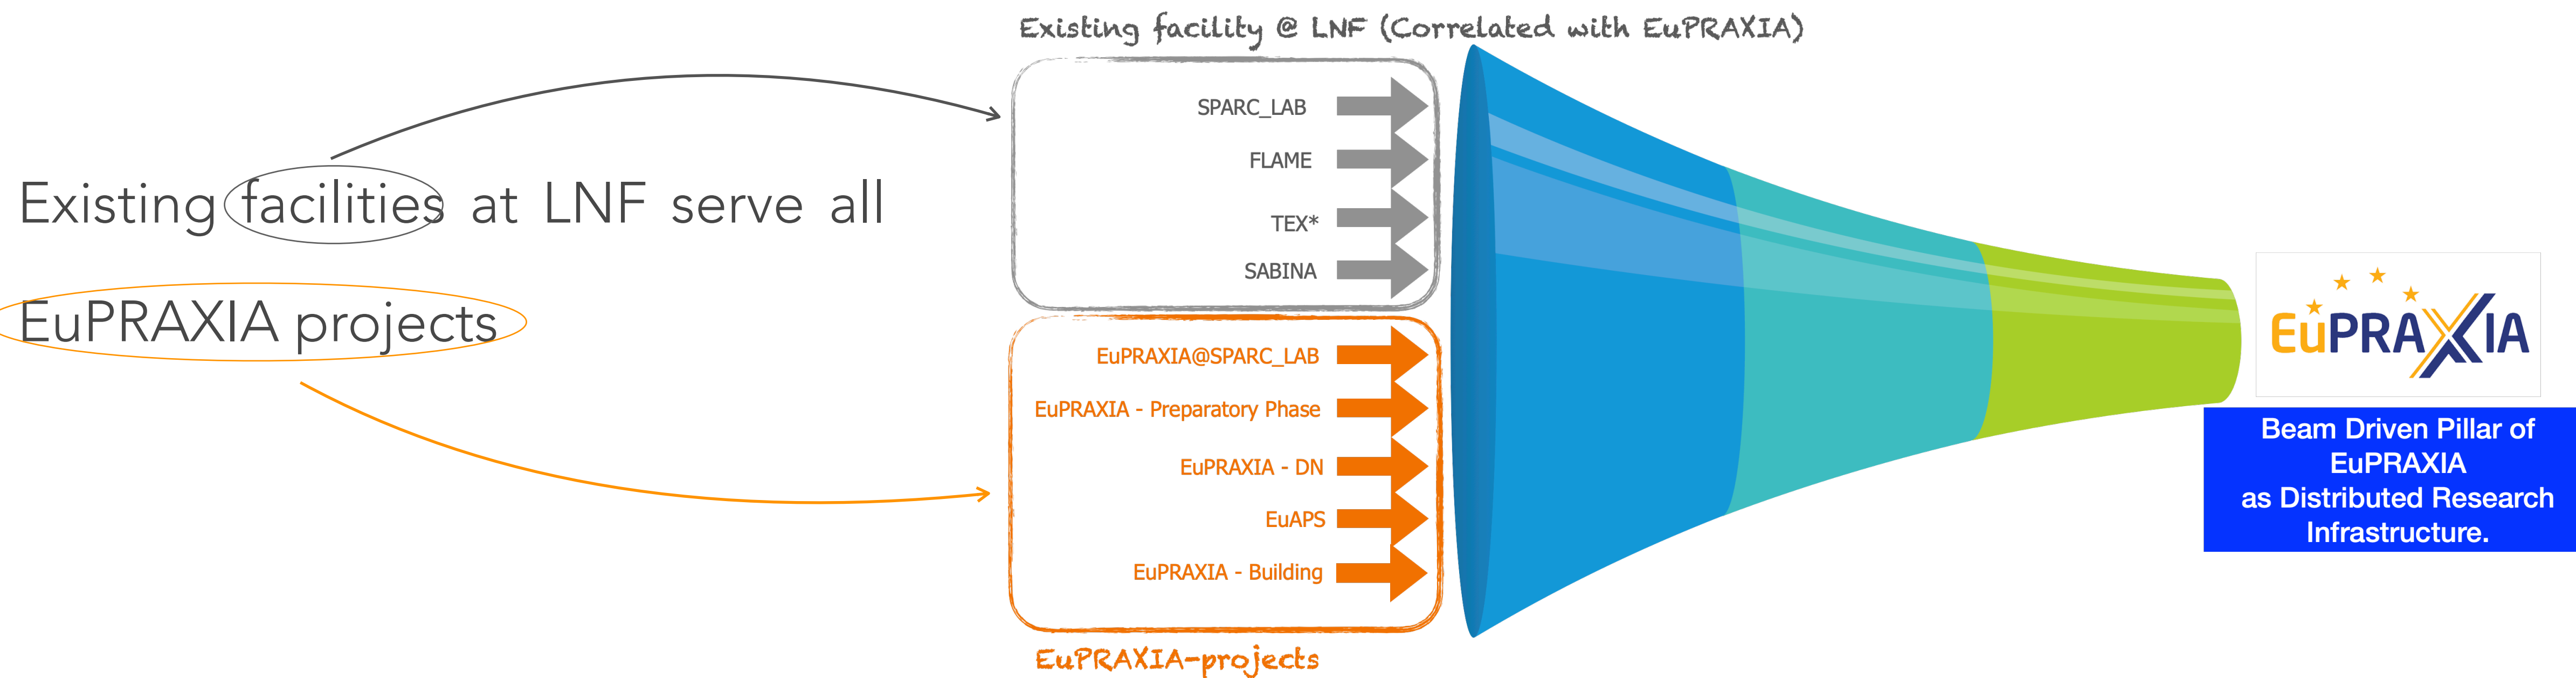 Existing facilities at LNF serve all
EuPRAXIA projects
Existing facility @ LNF (Correlated with EuPRAXIA)
SPARC_LAB
FLAME
TEX*
SABINA
EuPRAXIA@SPARC_LAB
EuPRAXIA - Preparatory Phase
EuPRAXIA - DN
EuAPS
EuPRAXIA - Building
EuPRAXIA-projects
EuPRAXIA
Beam Driven Pillar of
EuPRAXIA
as Distributed Research
Infrastructure.